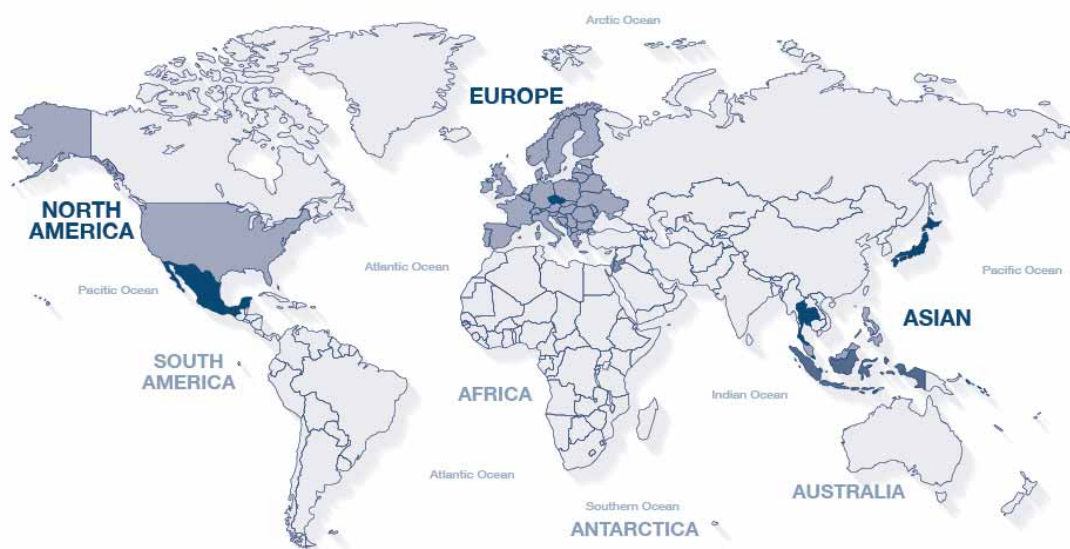 Arctic Ocean
EUROPE
NORTH
AMERICA
Atlantic Ocean
Pacific Ocean
Pacitic Ocean
ASIAN
SOUTH
AMERICA
AFRICA
Indian Ocean
Atlantic Ocean
AUSTRALIA
Southern Ocean
ANTARCTICA